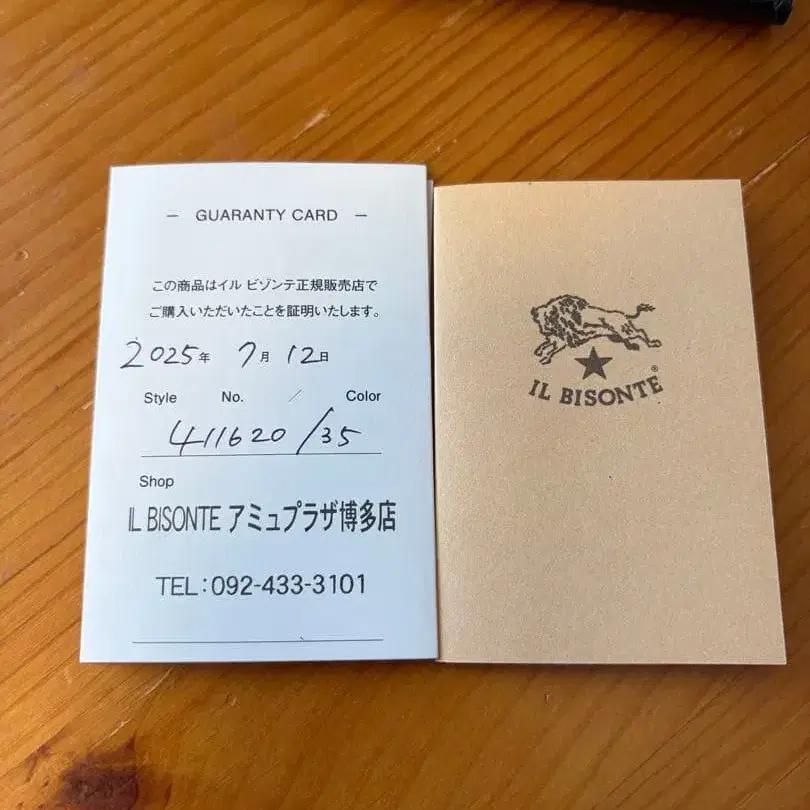 — GUARANTY CARD —
この商品はイル ビゾンテ正規販売店で
ご購入いただいたことを証明いたします。
2025年 7月 12日
Style No. / Color
411620/35
Shop
IL BISONTE アミュプラザ博多店
TEL:092-433-3101
IL BISONTE®